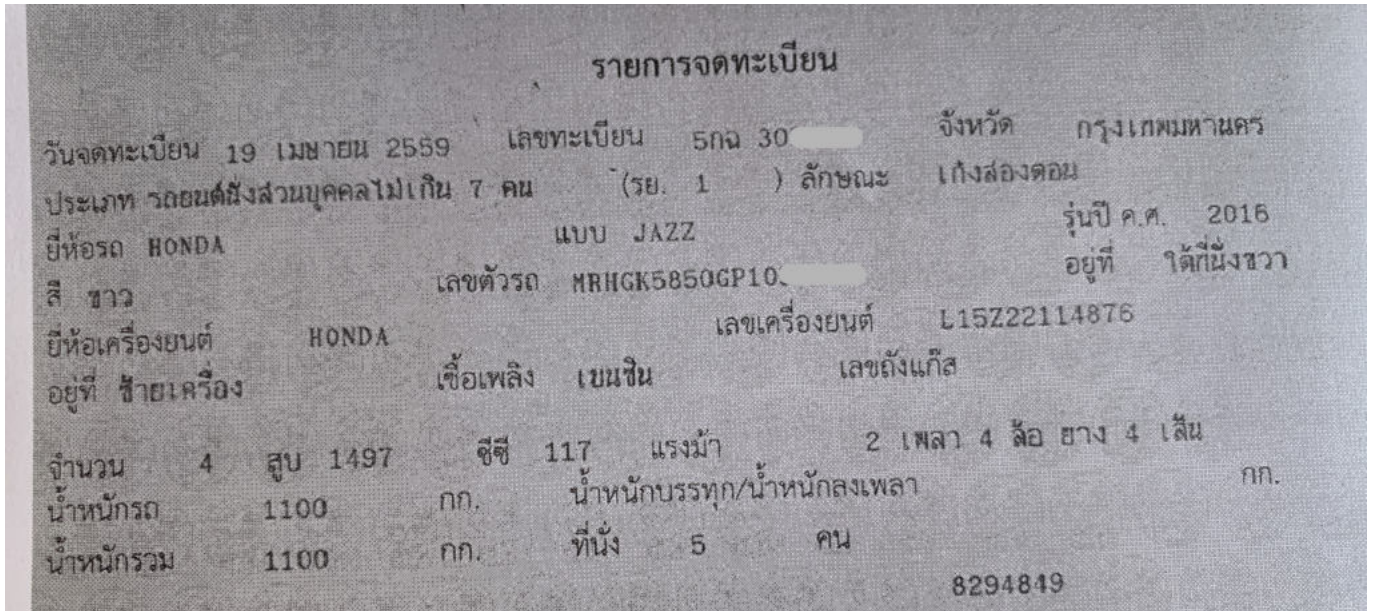 รายการจดทะเบียน
วันจดทะเบียน 19 เมษายน 2559 เลขทะเบียน 5กฉ 30 จังหวัด กรุงเทพมหานคร
ประเภท รถยนต์นั่งส่วนบุคคลไม่เกิน 7 คน (รย. 1 ) ลักษณะ เก๋งสองตอน
ยี่ห้อรถ HONDA แบบ JAZZ รุ่นปี ค.ศ. 2016
สี ขาว เลขตัวรถ MRHGK5850GP10 อยู่ที่ ใต้ที่นั่งขวา
ยี่ห้อเครื่องยนต์ HONDA เลขเครื่องยนต์ L15Z22114876
อยู่ที่ ซ้ายเครื่อง เชื้อเพลิง เบนซิน เลขถังแก๊ส
จำนวน 4 สูบ 1497 ซีซี 117 แรงม้า 2 เพลา 4 ล้อ ยาง 4 เส้น
น้ำหนักรถ 1100 กก. น้ำหนักบรรทุก/น้ำหนักลงเพลา กก.
น้ำหนักรวม 1100 กก. ที่นั่ง 5 คน
8294849